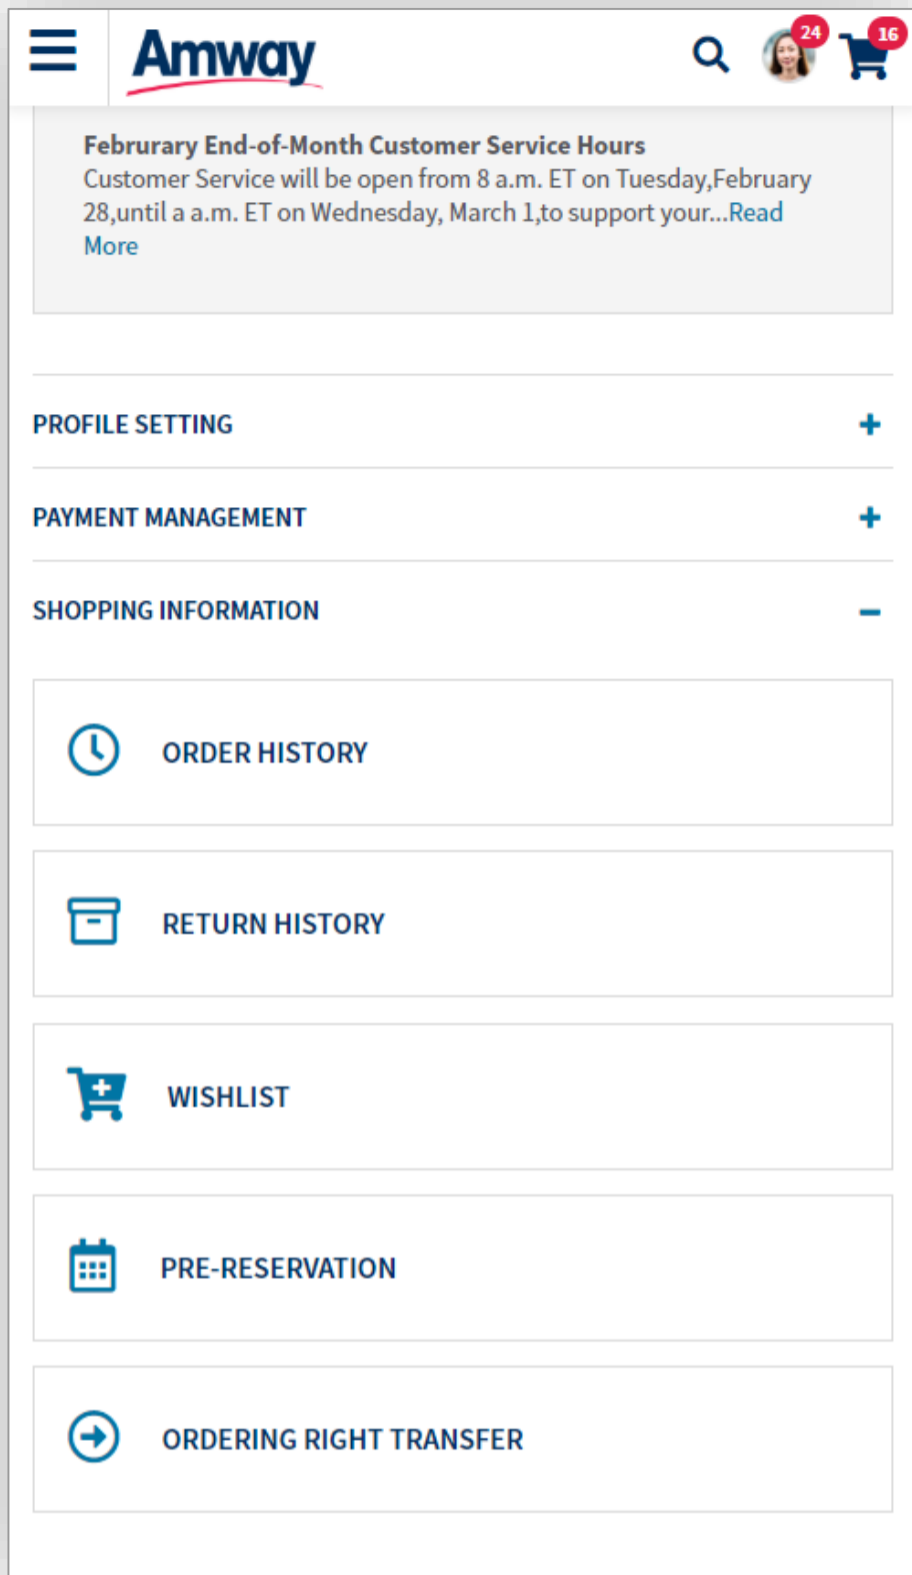 Amway
24
16
Februrary End-of-Month Customer Service Hours
Customer Service will be open from 8 a.m. ET on Tuesday,February
28,until a a.m. ET on Wednesday, March 1,to support your...Read
More
PROFILE SETTING
PAYMENT MANAGEMENT
SHOPPING INFORMATION
ORDER HISTORY
RETURN HISTORY
WISHLIST
PRE-RESERVATION
ORDERING RIGHT TRANSFER